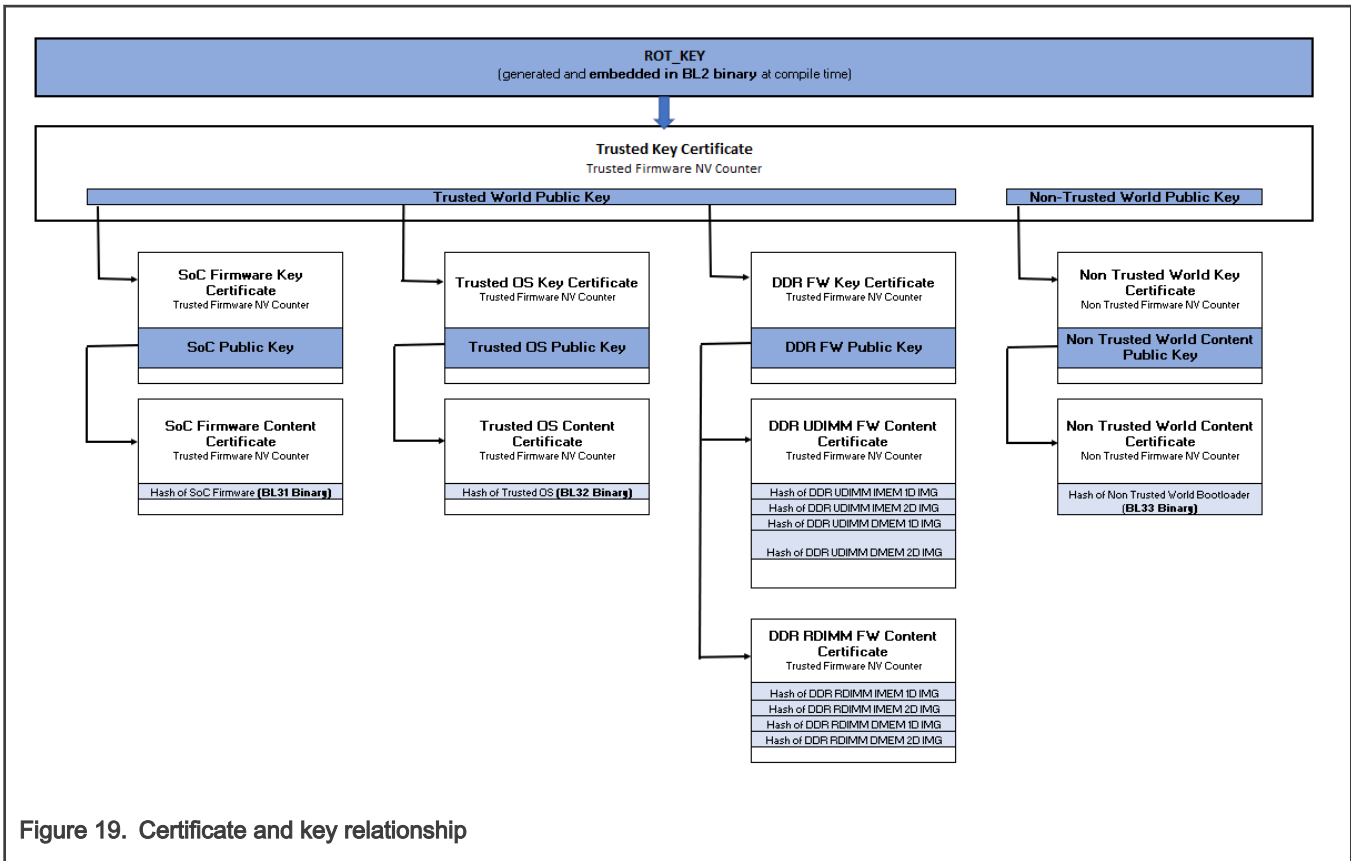 ROT_KEY
(generated and embedded in BL2 binary at compile time)
Trusted Key Certificate
Trusted Firmware NV Counter
Trusted World Public Key
Non-Trusted World Public Key
SoC Firmware Key
Certificate
Trusted Firmware NV Counter
SoC Public Key
SoC Firmware Content
Certificate
Trusted Firmware NV Counter
Hash of SoC Firmware (BL31 Binary)
Trusted OS Key Certificate
Trusted Firmware NV Counter
Trusted OS Public Key
Trusted OS Content
Certificate
Trusted Firmware NV Counter
Hash of Trusted OS (BL32 Binary)
DDR FW Key Certificate
Trusted Firmware NV Counter
DDR FW Public Key
DDR UDIMM FW Content
Certificate
Trusted Firmware NV Counter
Hash of DDR UDIMM IMEM 1D IMG
Hash of DDR UDIMM IMEM 2D IMG
Hash of DDR UDIMM DMEM 1D IMG
Hash of DDR UDIMM DMEM 2D IMG
DDR RDIMM FW Content
Certificate
Trusted Firmware NV Counter
Hash of DDR RDIMM IMEM 1D IMG
Hash of DDR RDIMM IMEM 2D IMG
Hash of DDR RDIMM DMEM 1D IMG
Hash of DDR RDIMM DMEM 2D IMG
Non Trusted World Key
Certificate
Non Trusted Firmware NV Counter
Non Trusted World Content
Public Key
Non Trusted World Content
Certificate
Non Trusted Firmware NV Counter
Hash of Non Trusted World Bootloader
(BL33 Binary)
Figure 19. Certificate and key relationship